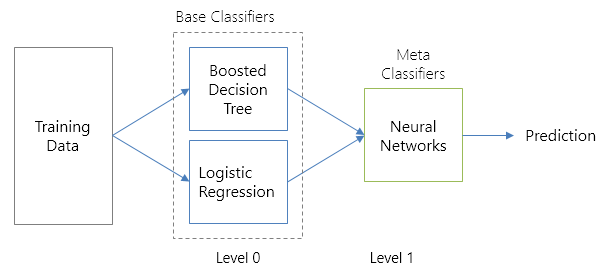 Base Classifiers
Training
Data
Boosted
Decision
Tree
Logistic
Regression
Level 0
Meta
Classifiers
Neural
Networks
Level 1
Prediction